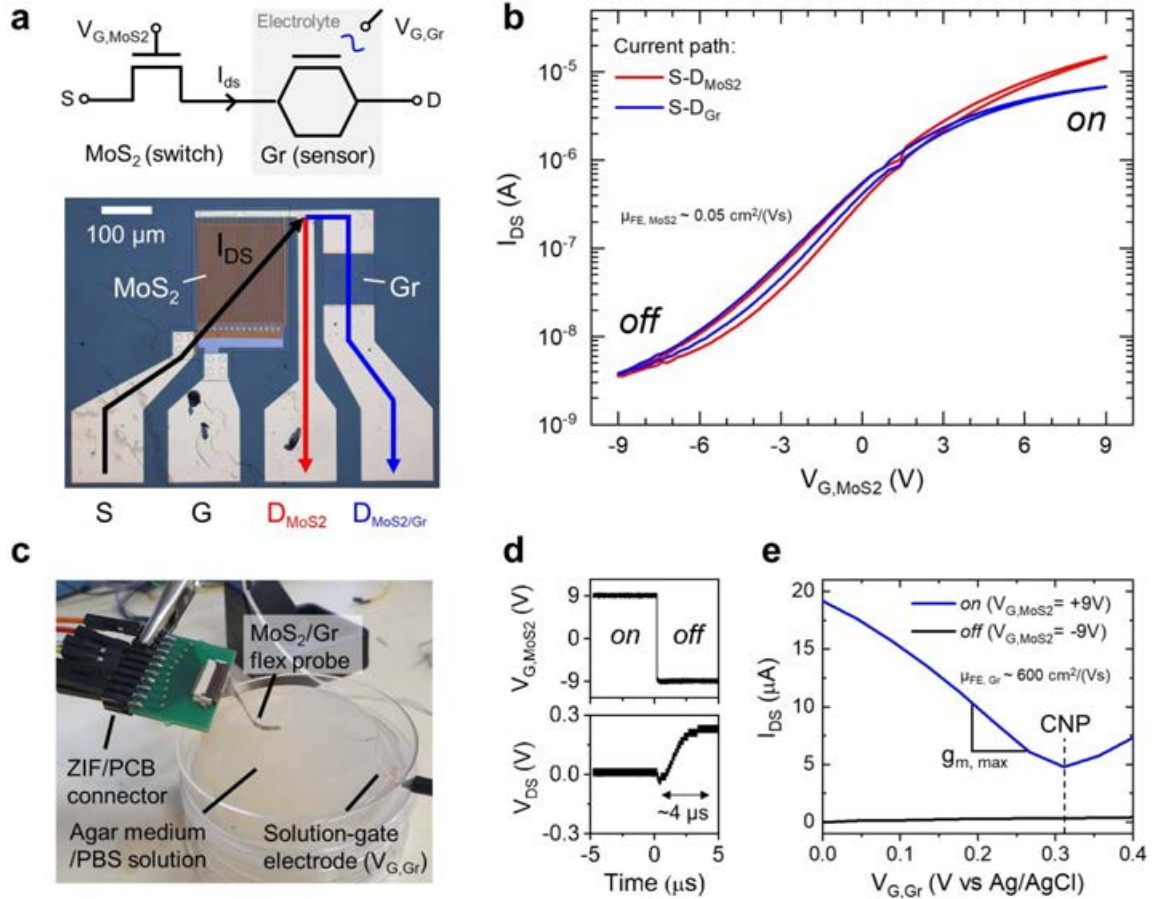 a
V_G,MoS2
Electrolyte
V_G,Gr
I_ds
S
D
MoS₂ (switch)
Gr (sensor)
100 µm
I_DS
MoS₂
Gr
S G D_MoS2 D_MoS2/Gr
b
Current path:
S-D_MoS2
S-D_Gr
on
µ_FE, MoS2 ~ 0.05 cm²/(Vs)
off
I_DS (A)
10⁻⁵
10⁻⁶
10⁻⁷
10⁻⁸
10⁻⁹
-9 -6 -3 0 3 6 9
V_G,MoS2 (V)
c
MoS₂/Gr
flex probe
ZIF/PCB
connector
Agar medium
/PBS solution
Solution-gate
electrode (V_G,Gr)
d
V_G,MoS2 (V)
9
0
-9
on off
V_DS (V)
0.3
0.0
-0.3
~4 µs
-5 0 5
Time (µs)
e
I_DS (µA)
20
15
10
5
0
on (V_G,MoS2= +9V)
off (V_G,MoS2= -9V)
µ_FE, Gr ~ 600 cm²/(Vs)
CNP
g_m, max
0.0 0.1 0.2 0.3 0.4
V_G,Gr (V vs Ag/AgCl)